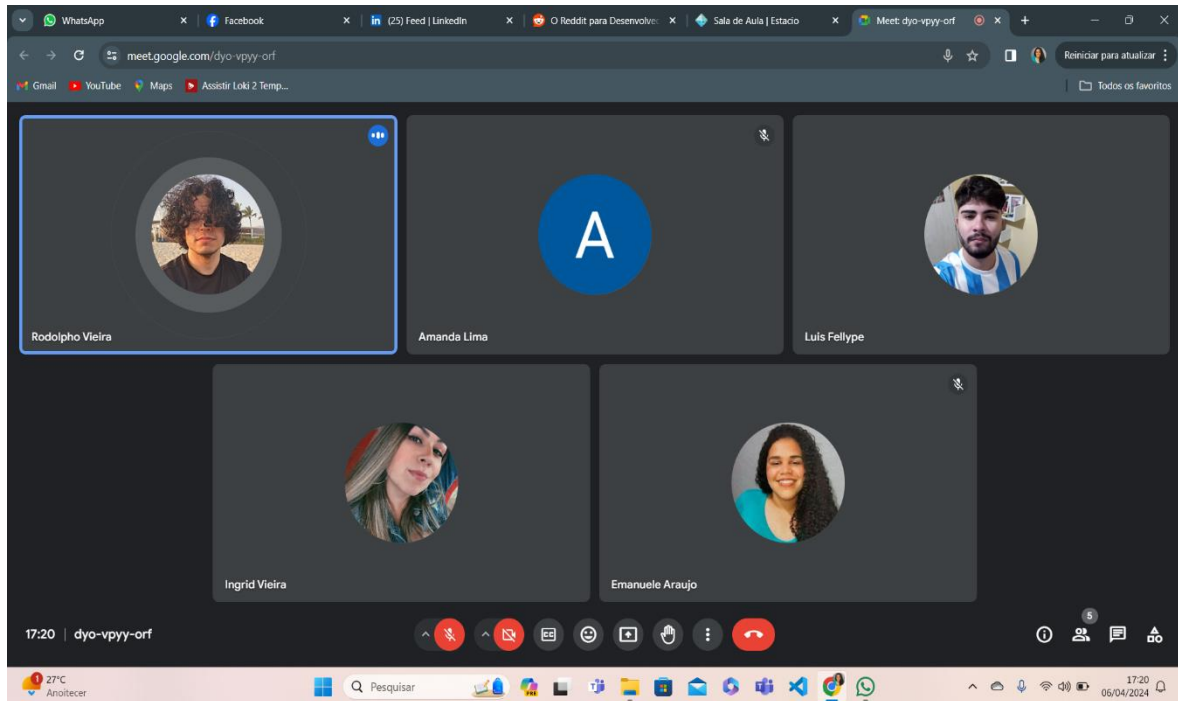 WhatsApp
Facebook
(25) Feed | LinkedIn
O Reddit para Desenvolve
Sala de Aula | Estacio
Meet: dyo-vpyy-orf
meet.google.com/dyo-vpyy-orf
Reiniciar para atualizar
Gmail
YouTube
Maps
Assistir Loki 2 Temp...
Todos os favoritos
A
Rodolpho Vieira
Amanda Lima
Luis Fellype
Ingrid Vieira
Emanuele Araujo
17:20 | dyo-vpyy-orf
CC
5
1
27°C
Anoitecer
Pesquisar
PRE
17:20
06/04/2024